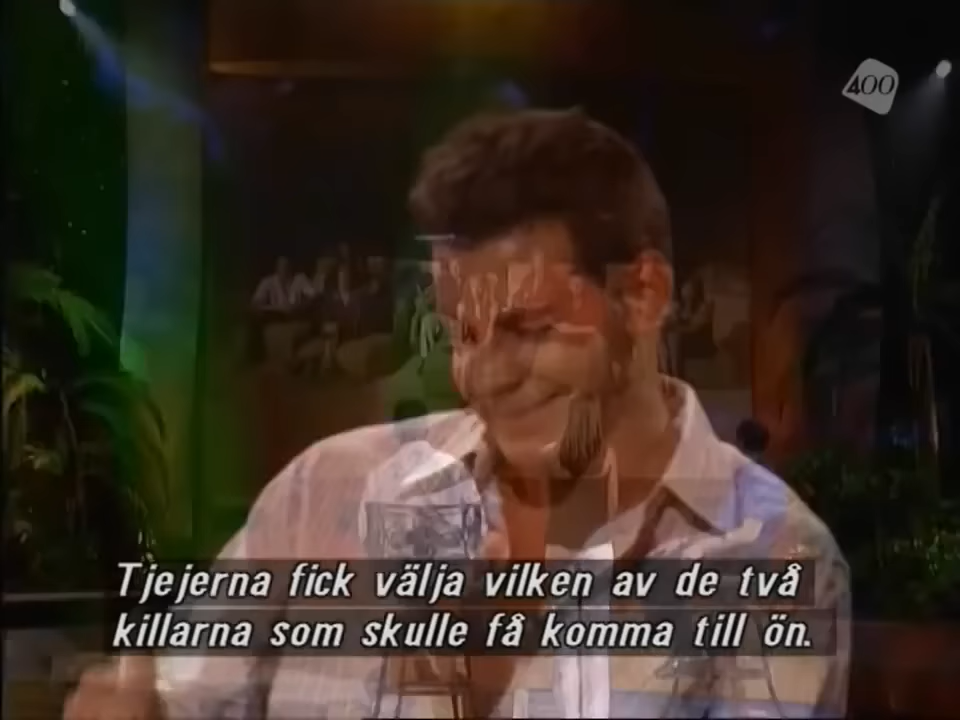 400
Tjejerna fick välja vilken av de två
killarna som skulle få komma till ön.